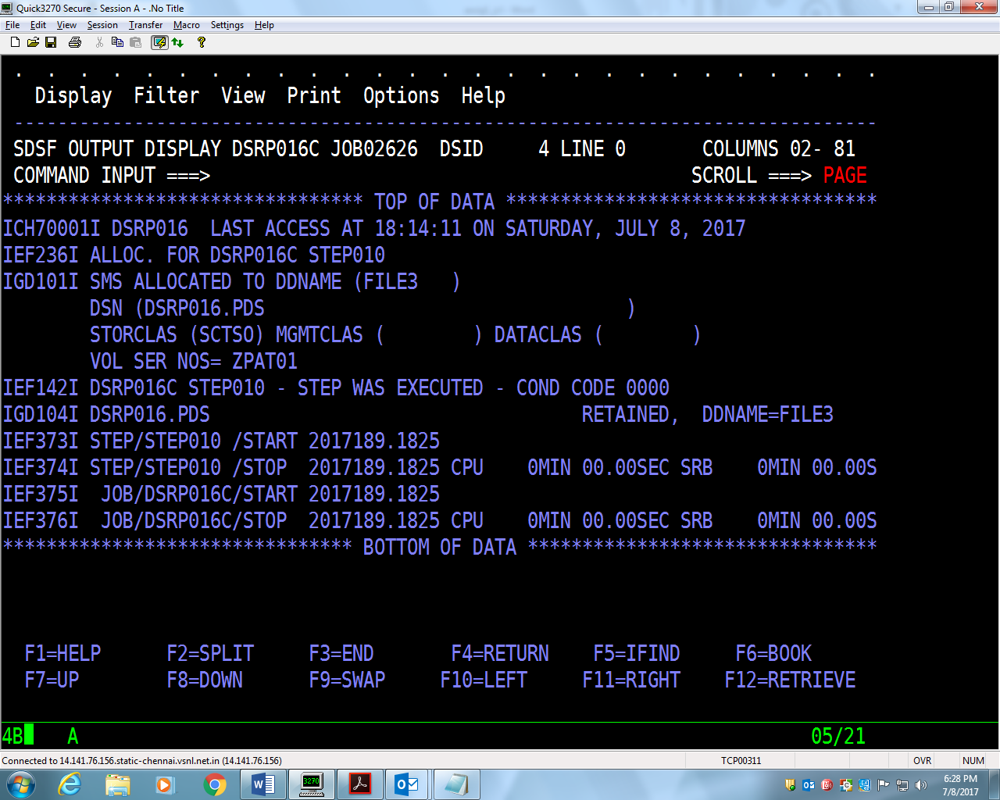 Quick3270 Secure - Session A - .No Title
File Edit View Session Transfer Macro Settings Help
. . . . . . . . . . . . . . . . . . . . . . . . . . .
Display Filter View Print Options Help
-------------------------------------------------------------------------------
SDSF OUTPUT DISPLAY DSRP016C JOB02626 DSID 4 LINE 0 COLUMNS 02- 81
COMMAND INPUT ===> SCROLL ===> PAGE
********************************* TOP OF DATA **********************************
ICH70001I DSRP016 LAST ACCESS AT 18:14:11 ON SATURDAY, JULY 8, 2017
IEF236I ALLOC. FOR DSRP016C STEP010
IGD101I SMS ALLOCATED TO DDNAME (FILE3 )
DSN (DSRP016.PDS )
STORCLAS (SCTSO) MGMTCLAS ( ) DATACLAS ( )
VOL SER NOS= ZPAT01
IEF142I DSRP016C STEP010 - STEP WAS EXECUTED - COND CODE 0000
IGD104I DSRP016.PDS RETAINED, DDNAME=FILE3
IEF373I STEP/STEP010 /START 2017189.1825
IEF374I STEP/STEP010 /STOP 2017189.1825 CPU 0MIN 00.00SEC SRB 0MIN 00.00S
IEF375I JOB/DSRP016C/START 2017189.1825
IEF376I JOB/DSRP016C/STOP 2017189.1825 CPU 0MIN 00.00SEC SRB 0MIN 00.00S
******************************** BOTTOM OF DATA ********************************
F1=HELP F2=SPLIT F3=END F4=RETURN F5=IFIND F6=BOOK
F7=UP F8=DOWN F9=SWAP F10=LEFT F11=RIGHT F12=RETRIEVE
4B A 05/21
Connected to 14.141.76.156.static-chennai.vsnl.net.in (14.141.76.156) TCP00311 OVR NUM
3270
6:28 PM
7/8/2017